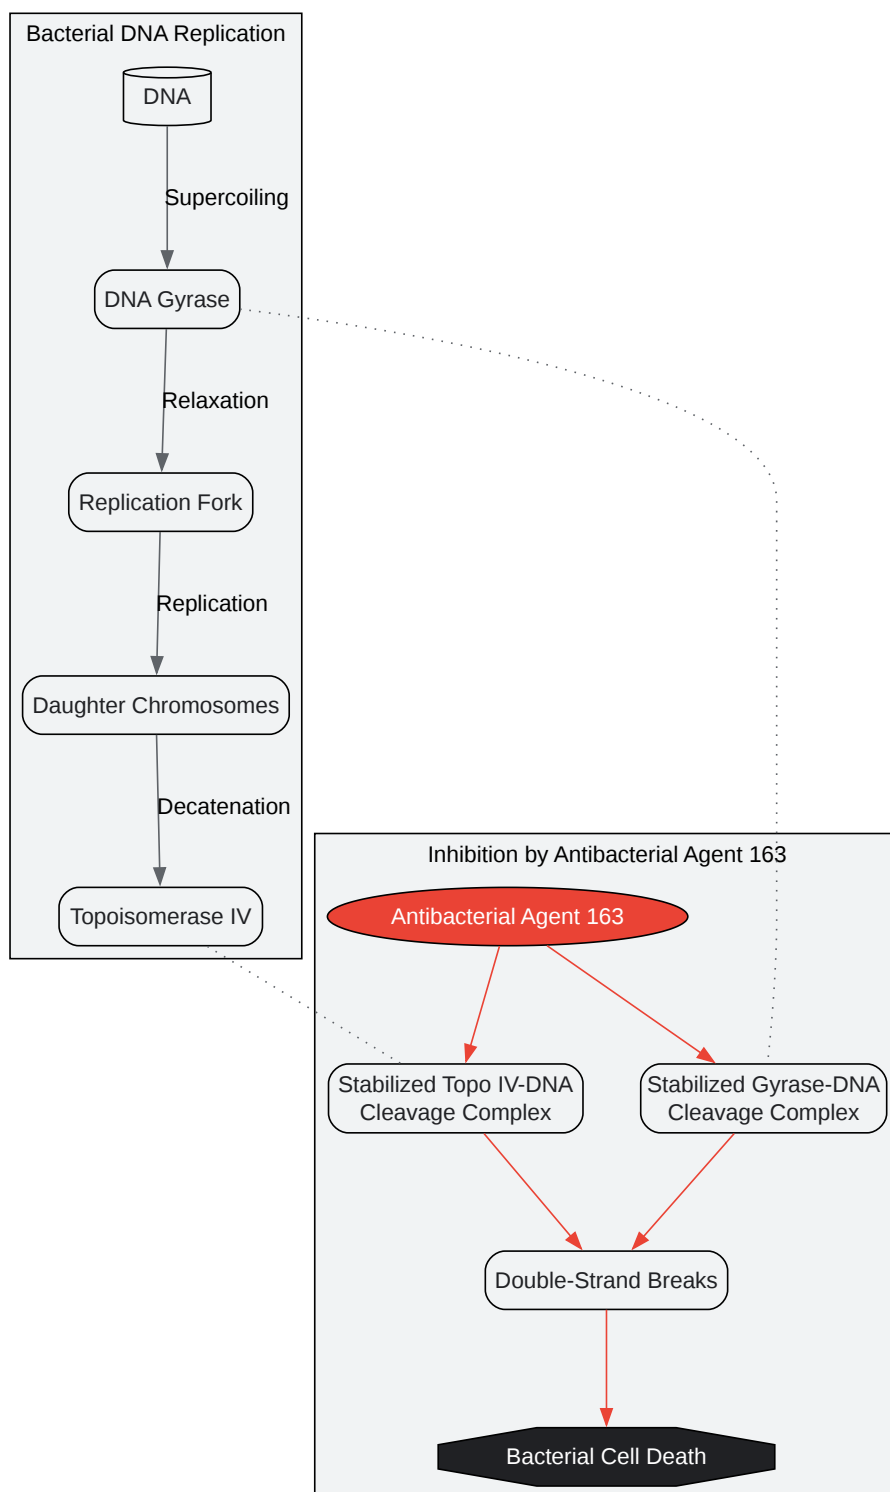 Bacterial DNA Replication
DNA
Supercoiling
DNA Gyrase
Relaxation
Replication Fork
Replication
Daughter Chromosomes
Decatenation
Topoisomerase IV
Inhibition by Antibacterial Agent 163
Antibacterial Agent 163
Stabilized Topo IV-DNA
Cleavage Complex
Stabilized Gyrase-DNA
Cleavage Complex
Double-Strand Breaks
Bacterial Cell Death